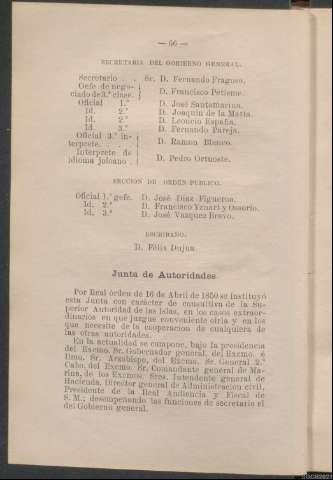 — 66 —
SECRETARIA DEL GOBIERNO GENERAL.
Secretario . . Sr. D. Fernando Fragoso.
Gefe de nego-
ciado de 3.ª clase. } D. Francisco Petisme.
Oficial 1.º D. José Santamarina.
Id. 2.º D. Joaquin de la Matta.
Id. 2.º D. Leoncio España.
Id. 3.º D. Fernando Pareja.
Oficial 3.º in-
terprete. . . } D. Ramon Blanco.
Interprete de
idioma joloano . } D. Pedro Ortuoste.
SECCION DE ORDEN PUBLICO.
Oficial 1.º gefe. D. José Diaz Figueroa.
Id. 2.º D. Francisco Yznart y Ossorio.
Id. 3.º D. José Vazquez Bravo.
ESCRIBANO.
D. Félix Dujua.
Junta de Autoridades.
Por Real órden de 16 de Abril de 1850 se instituyó
esta Junta con carácter de consultiva de la Su-
perior Autoridad de las Islas, en los casos extraor-
dinarios en que juzgue conveniente oirla y en los
que necesite de la cooperacion de cualquiera de
las otras autoridades.
En la actualidad se compone, bajo la presidencia
del Excmo. Sr. Gobernador general, del Excmo. é
Ilmo. Sr. Arzobispo, del Excmo. Sr. General 2.º
Cabo, del Excmo. Sr. Comandante general de Ma-
rina, de los Excmos. Sres. Intendente general de
Hacienda, Director general de Administracion civil,
Presidente de la Real Audiencia y Fiscal de
S. M.; desempeñando las funciones de secretario el
del Gobierno general.